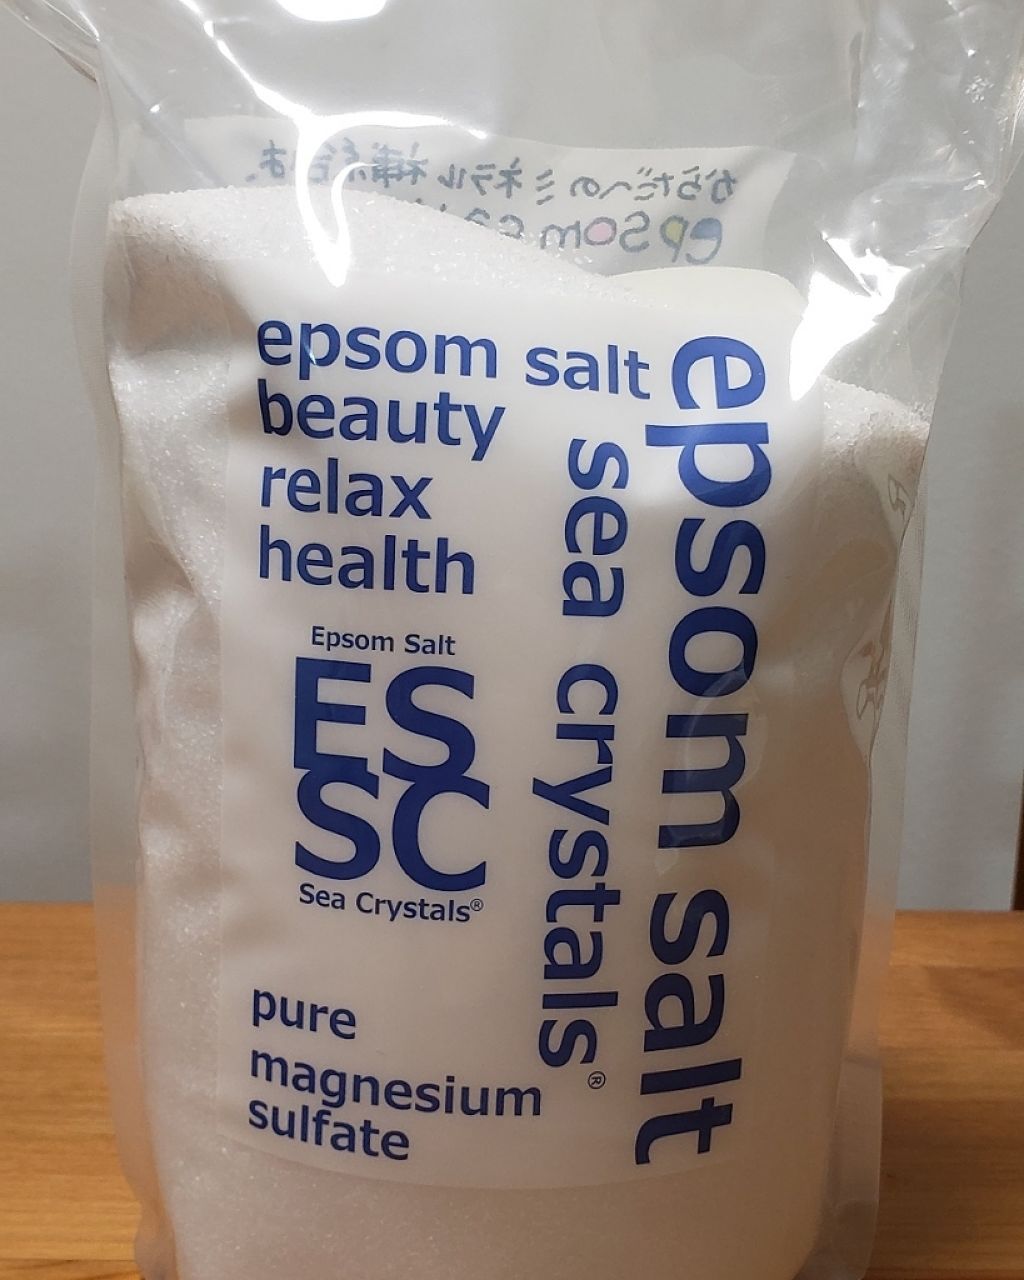 からだへのミネラル補給は、
epsom
epsom salt
beauty
relax
health
Epsom Salt
ES
SC
Sea Crystals®
pure
magnesium
sulfate
sea crystals®
epsom salt